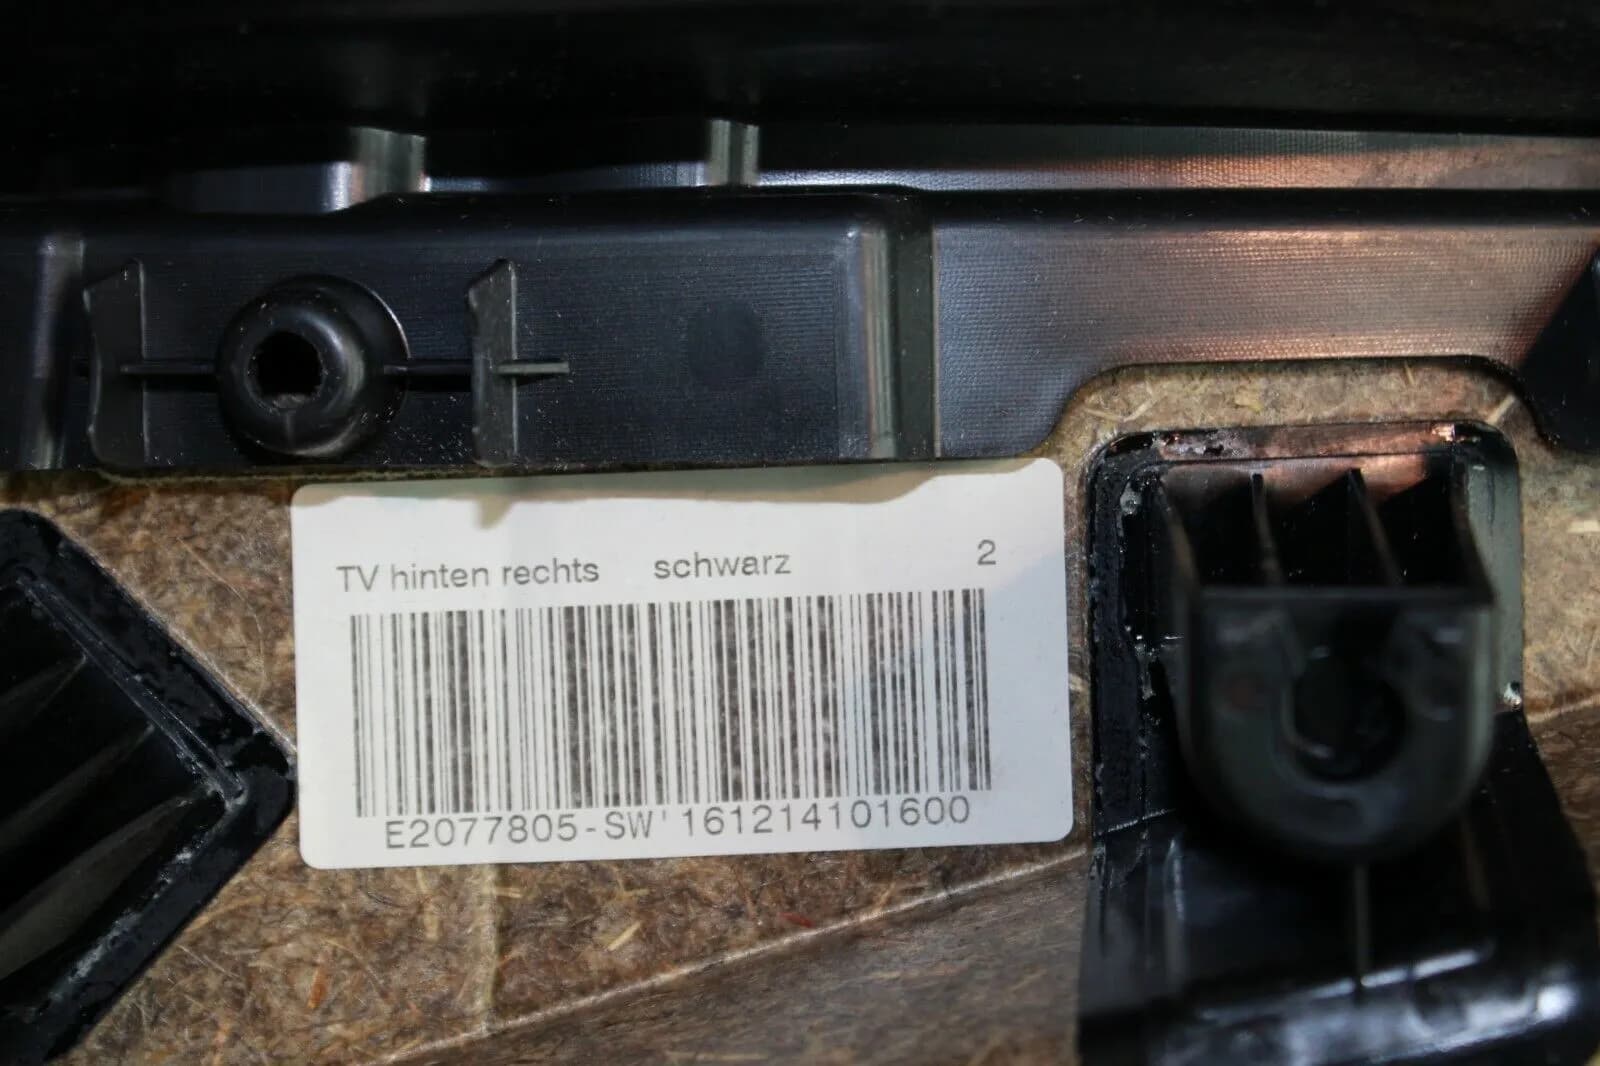 TV hinten rechts schwarz 2
E2077805-SW'161214101600